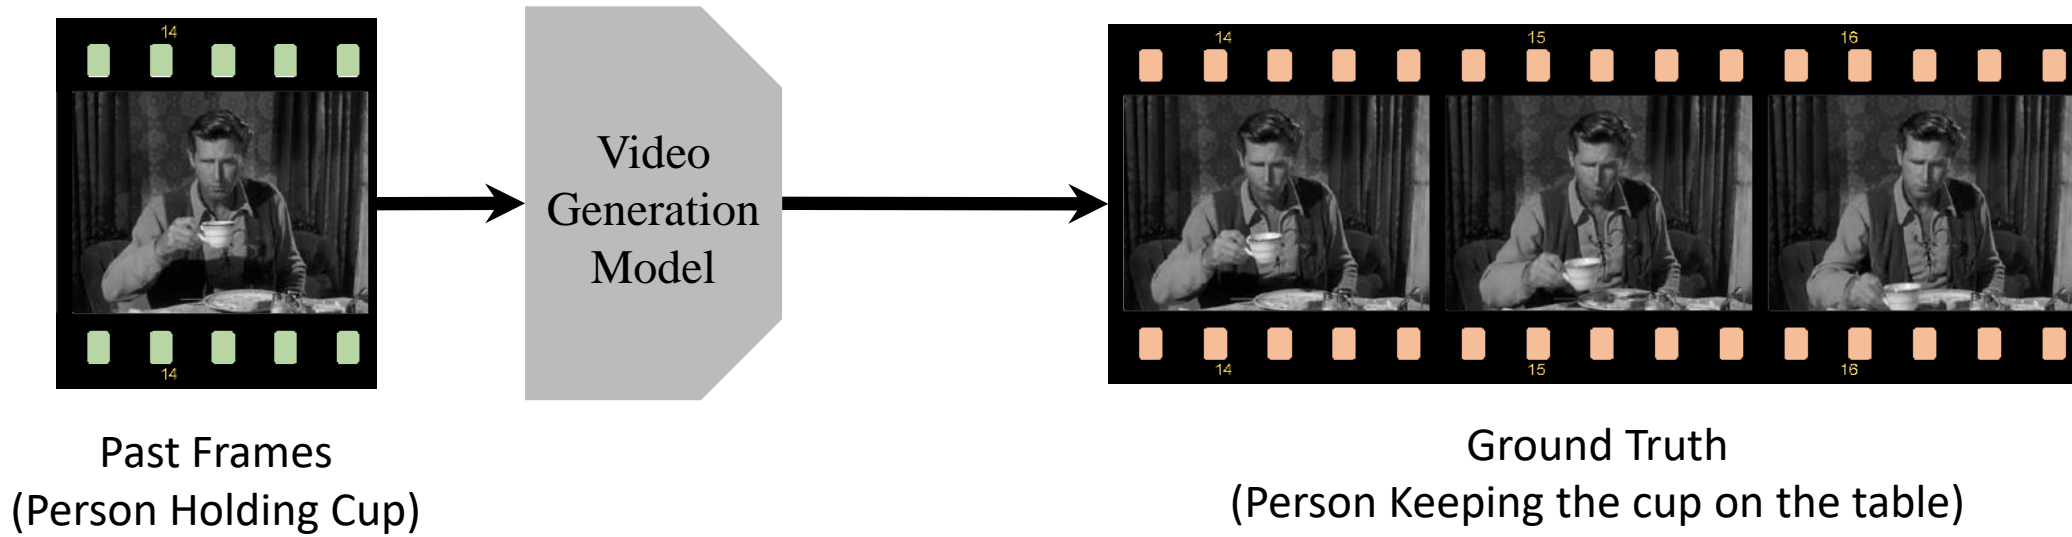 14
14
Past Frames
(Person Holding Cup)
Video
Generation
Model
14 15 16
14 15 16
Ground Truth
(Person Keeping the cup on the table)